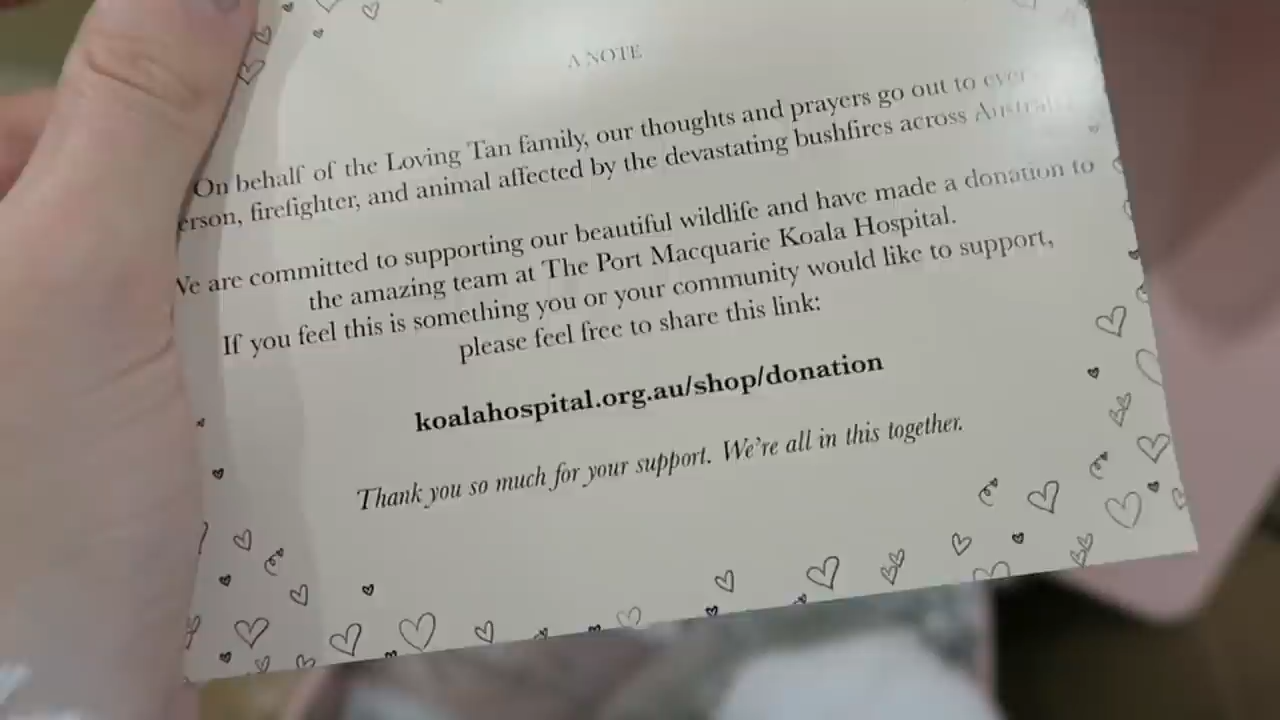 A NOTE
On behalf of the Loving Tan family, our thoughts and prayers go out to ever
erson, firefighter, and animal affected by the devastating bushfires across Austral
We are committed to supporting our beautiful wildlife and have made a donation to
the amazing team at The Port Macquarie Koala Hospital.
If you feel this is something you or your community would like to support,
please feel free to share this link:
koalahospital.org.au/shop/donation
Thank you so much for your support. We're all in this together.